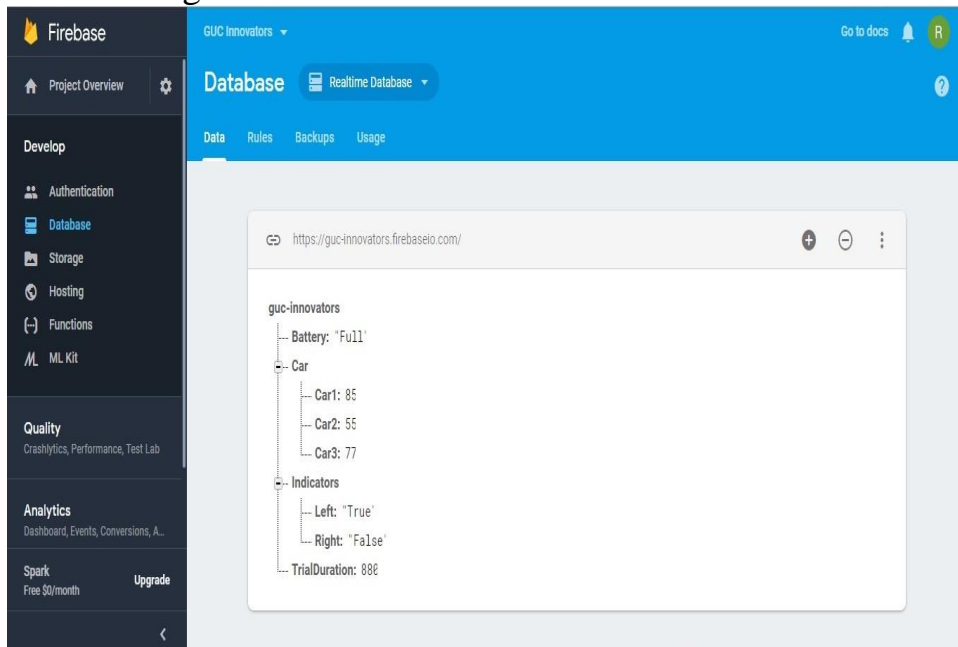 Firebase
Project Overview
Develop
Authentication
Database
Storage
Hosting
Functions
ML Kit
Quality
Crashlytics, Performance, Test Lab
Analytics
Dashboard, Events, Conversions, A...
Spark
Free $0/month
Upgrade
GUC Innovators
Go to docs
R
Database
Realtime Database
Data Rules Backups Usage
https://guc-innovators.firebaseio.com/
guc-innovators
Battery: "Full"
Car
Car1: 85
Car2: 55
Car3: 77
Indicators
Left: "True"
Right: "False"
TrialDuration: